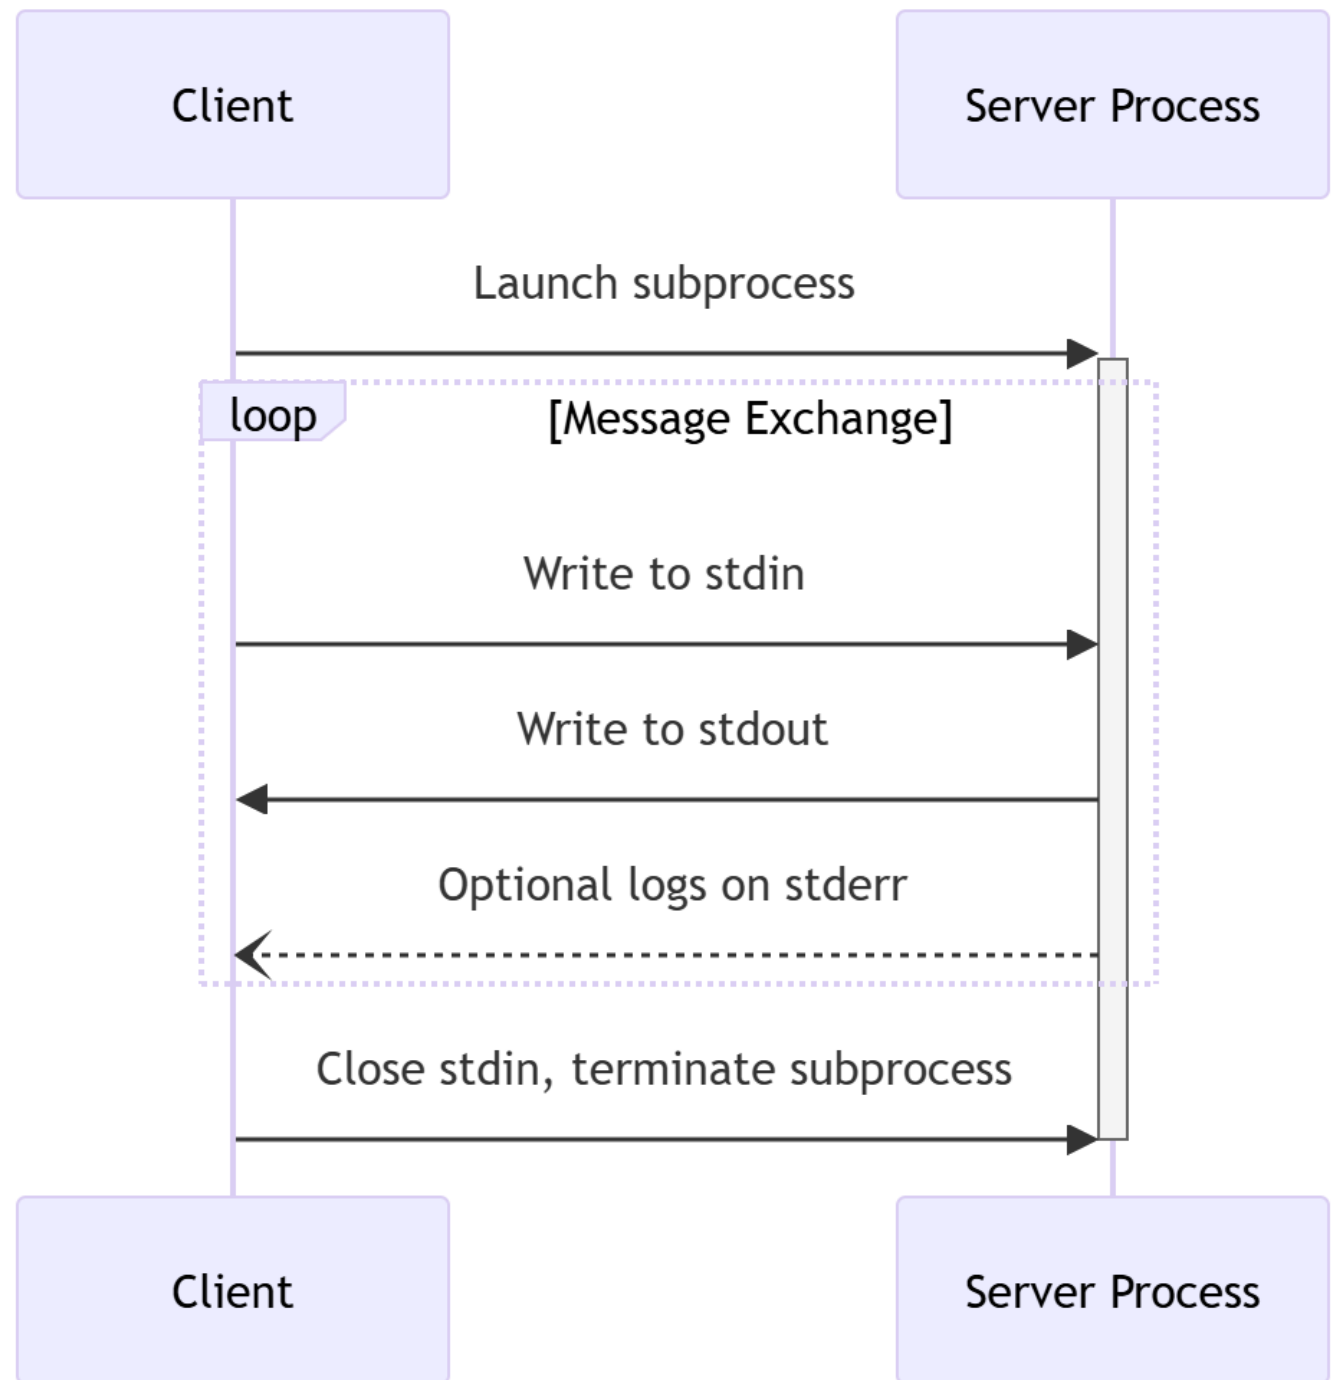 Client
Server Process
Launch subprocess
loop
[Message Exchange]
Write to stdin
Write to stdout
Optional logs on stderr
Close stdin, terminate subprocess
Client
Server Process